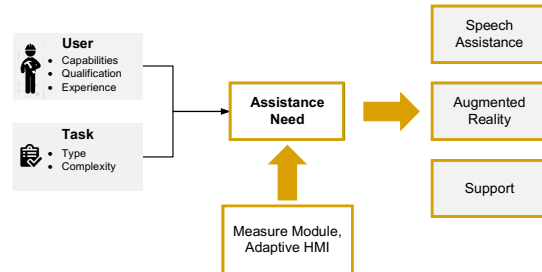 User
• Capabilities
• Qualification
• Experience
Task
• Type
• Complexity
Assistance
Need
Measure Module,
Adaptive HMI
Speech
Assistance
Augmented
Reality
Support